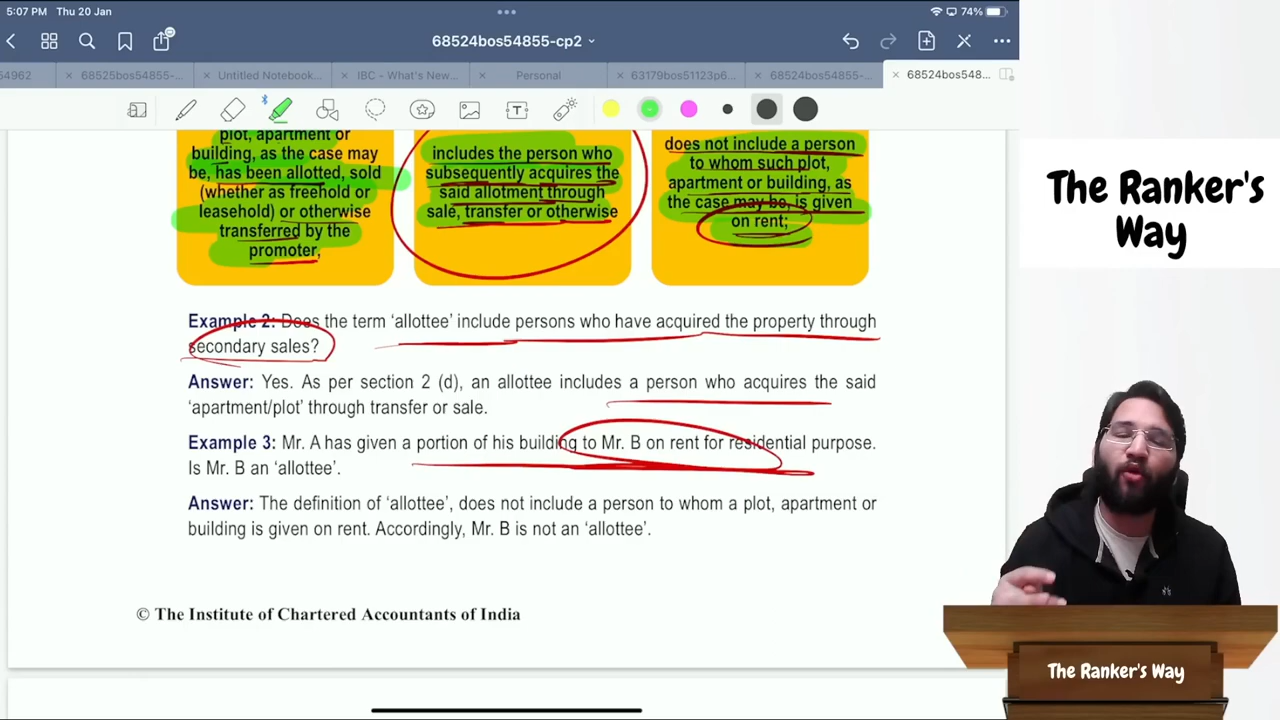 5:07 PM Thu 20 Jan
74%
68524bos54855-cp2
54962
68525bos54855-...
Untitled Notebook...
IBC - What's New...
Personal
63179bos51123p6...
68524bos54855-...
68524bos548...
plot, apartment or
building, as the case may
be, has been allotted, sold
(whether as freehold or
leasehold) or otherwise
transferred by the
promoter,
includes the person who
subsequently acquires the
said allotment through
sale, transfer or otherwise
does not include a person
to whom such plot,
apartment or building, as
the case may be, is given
on rent;
Example 2: Does the term ‘allottee’ include persons who have acquired the property through
secondary sales?
Answer: Yes. As per section 2 (d), an allottee includes a person who acquires the said
‘apartment/plot’ through transfer or sale.
Example 3: Mr. A has given a portion of his building to Mr. B on rent for residential purpose.
Is Mr. B an ‘allottee’.
Answer: The definition of ‘allottee’, does not include a person to whom a plot, apartment or
building is given on rent. Accordingly, Mr. B is not an ‘allottee’.
© The Institute of Chartered Accountants of India
The Ranker's
Way
The Ranker's Way